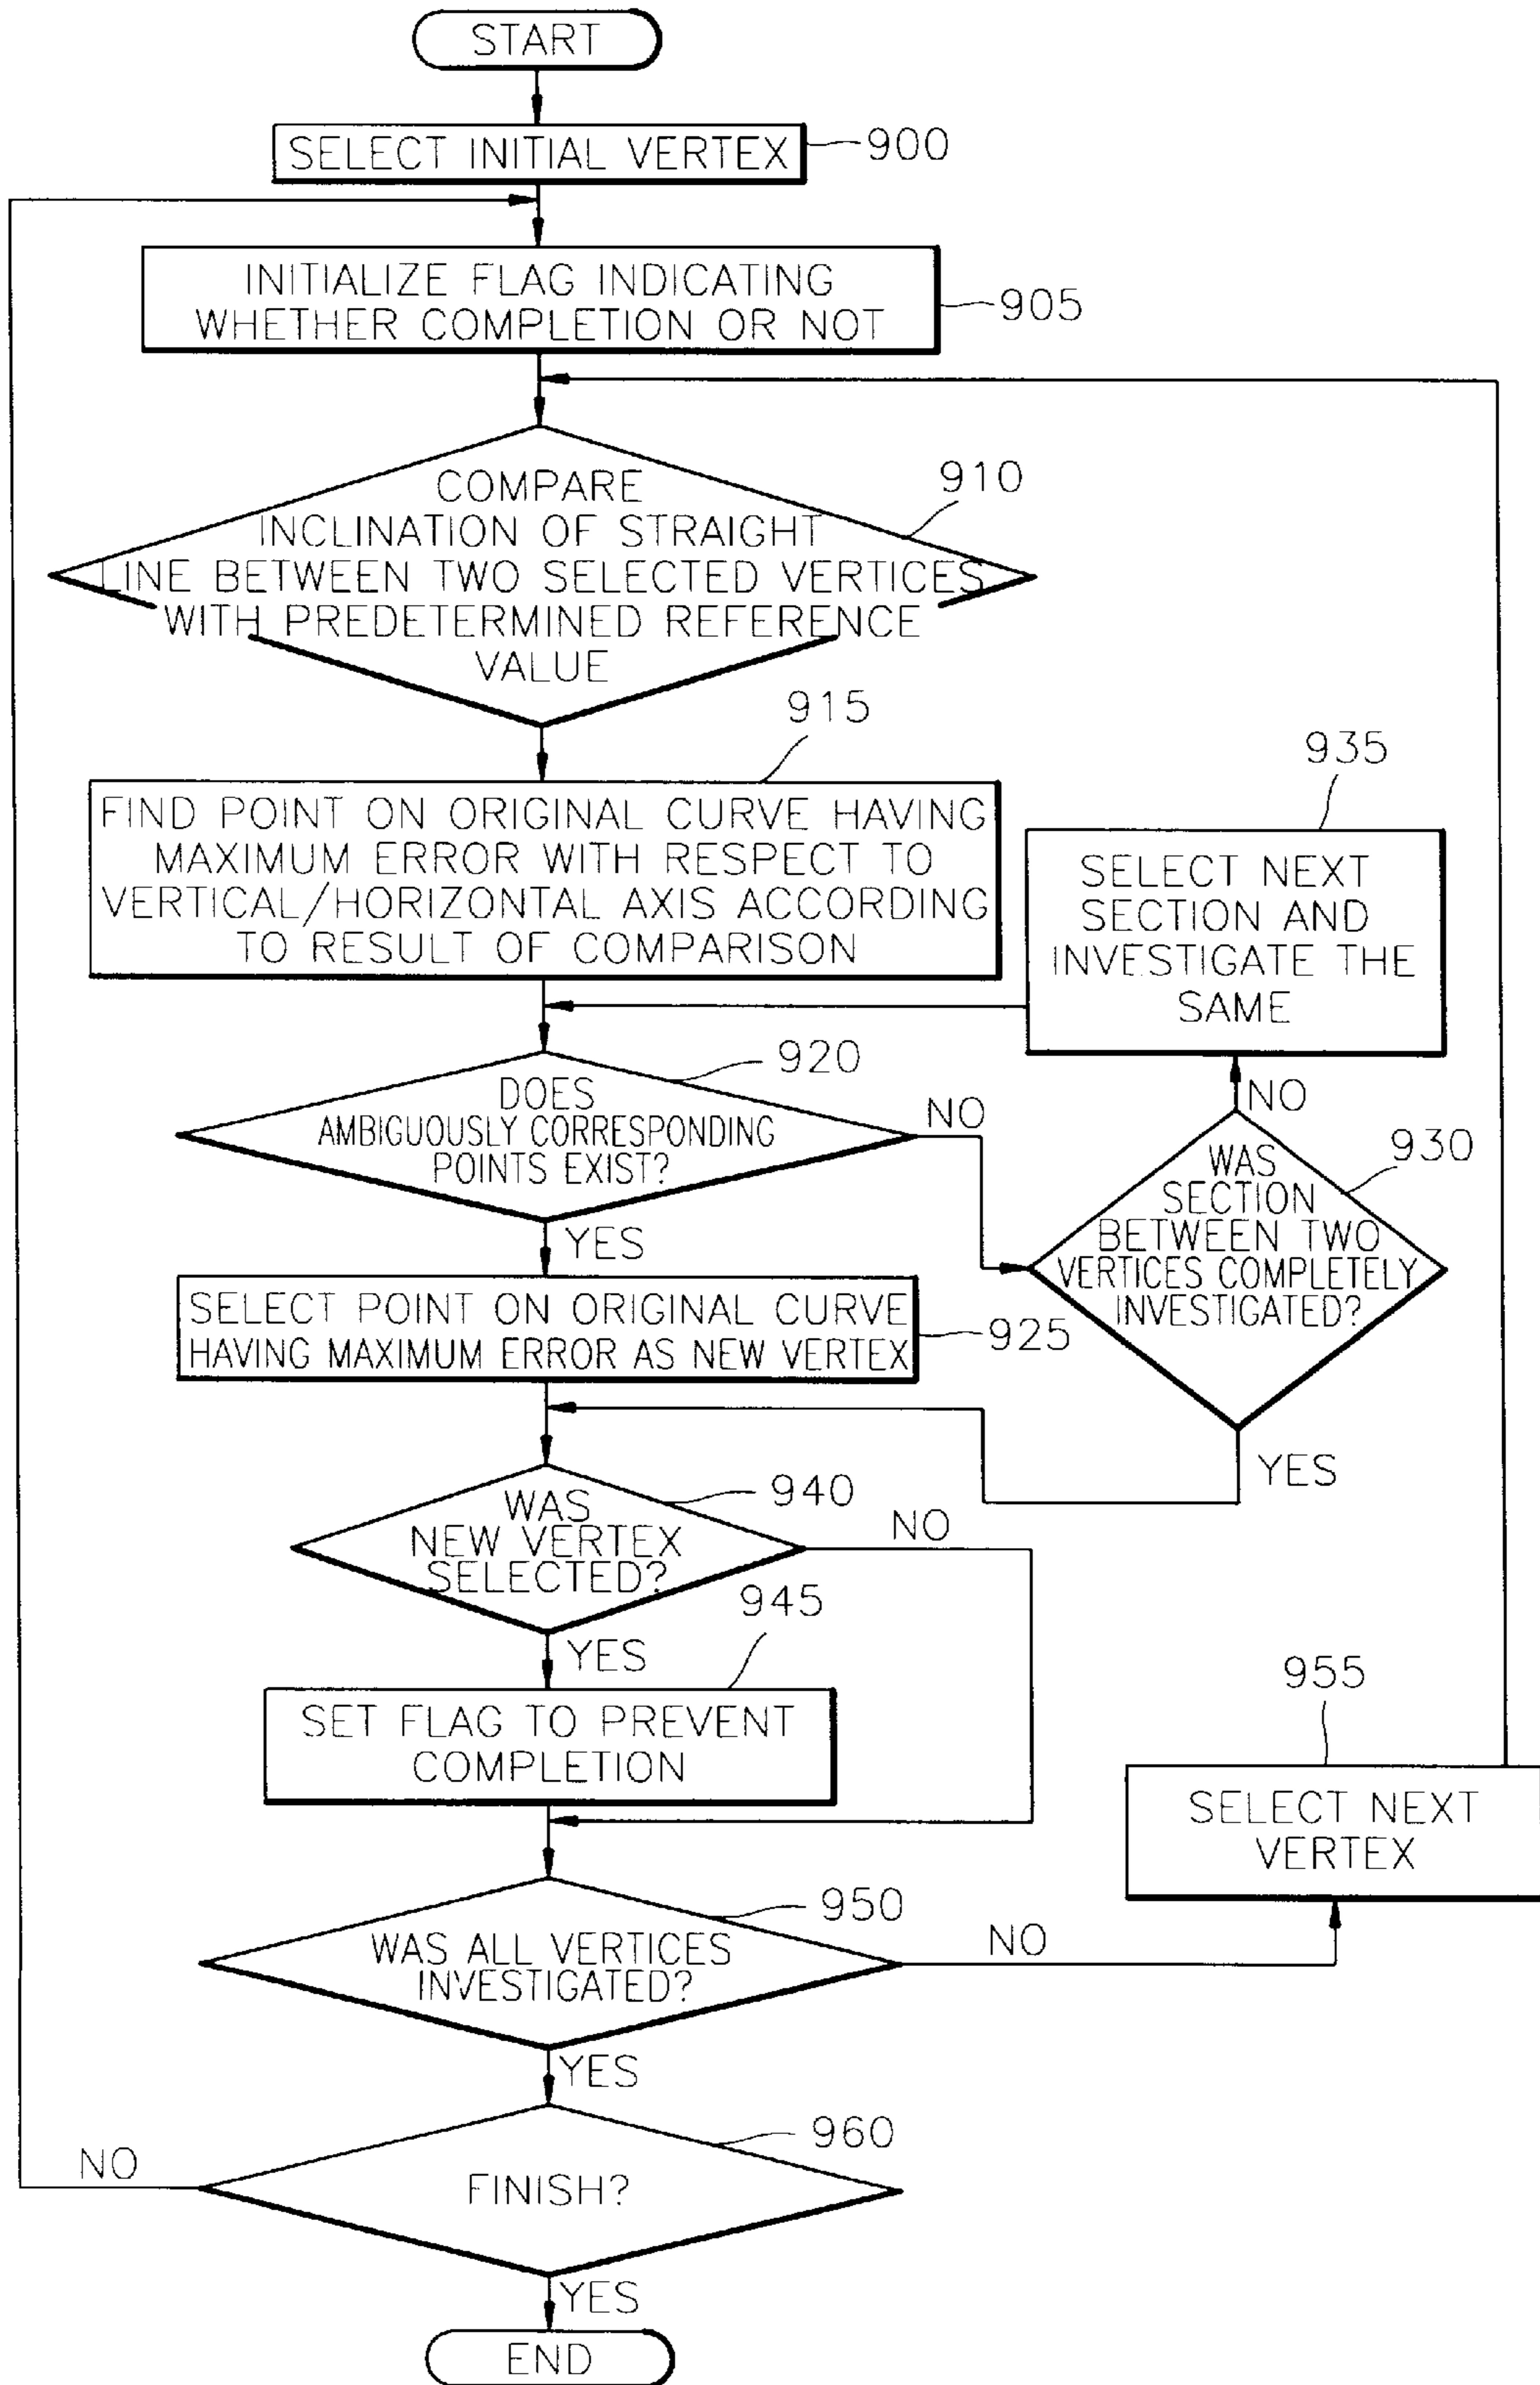 START
SELECT INITIAL VERTEX
900
INITIALIZE FLAG INDICATING
WHETHER COMPLETION OR NOT
905
COMPARE
INCLINATION OF STRAIGHT
LINE BETWEEN TWO SELECTED VERTICES
WITH PREDETERMINED REFERENCE
VALUE
910
915
FIND POINT ON ORIGINAL CURVE HAVING
MAXIMUM ERROR WITH RESPECT TO
VERTICAL/HORIZONTAL AXIS ACCORDING
TO RESULT OF COMPARISON
935
SELECT NEXT
SECTION AND
INVESTIGATE THE
SAME
920
DOES
AMBIGUOUSLY CORRESPONDING
POINTS EXIST?
NO
NO
930
WAS
SECTION
BETWEEN TWO
VERTICES COMPLETELY
INVESTIGATED?
YES
SELECT POINT ON ORIGINAL CURVE
HAVING MAXIMUM ERROR AS NEW VERTEX
925
YES
940
WAS
NEW VERTEX
SELECTED?
NO
945
YES
SET FLAG TO PREVENT
COMPLETION
955
SELECT NEXT
VERTEX
950
WAS ALL VERTICES
INVESTIGATED?
NO
YES
960
NO
FINISH?
YES
END